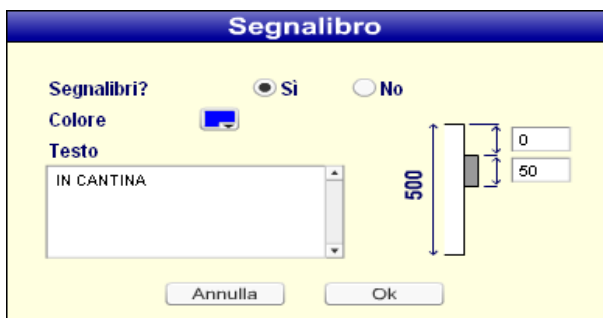 Segnalibro
Segnalibri? Sì No
Colore
Testo
IN CANTINA
500
0
50
Annulla Ok